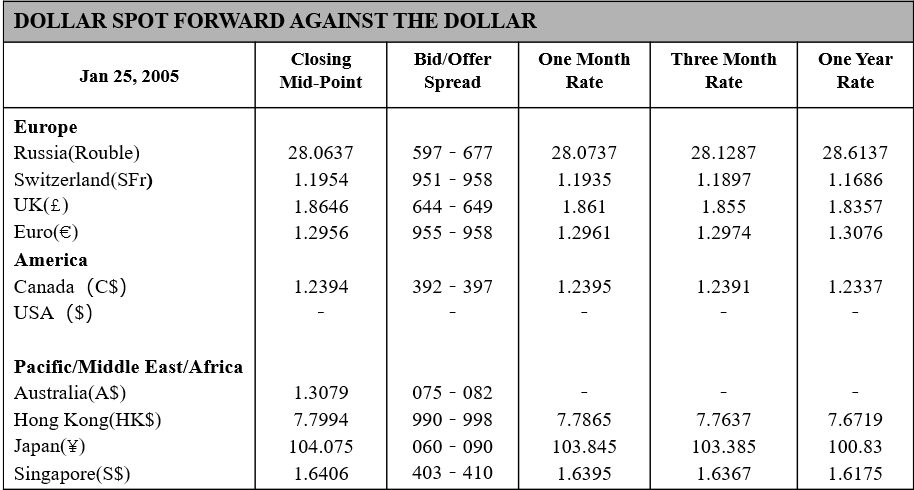 DOLLAR SPOT FORWARD AGAINST THE DOLLAR
Jan 25, 2005 Closing Mid-Point Bid/Offer Spread One Month Rate Three Month Rate One Year Rate
Europe
Russia(Rouble) 28.0637 597 - 677 28.0737 28.1287 28.6137
Switzerland(SFr) 1.1954 951 - 958 1.1935 1.1897 1.1686
UK(£) 1.8646 644 - 649 1.861 1.855 1.8357
Euro(€) 1.2956 955 - 958 1.2961 1.2974 1.3076
America
Canada（C$) 1.2394 392 - 397 1.2395 1.2391 1.2337
USA（$) - - - - -
Pacific/Middle East/Africa
Australia(A$) 1.3079 075 - 082 - - -
Hong Kong(HK$) 7.7994 990 - 998 7.7865 7.7637 7.6719
Japan(¥) 104.075 060 - 090 103.845 103.385 100.83
Singapore(S$) 1.6406 403 - 410 1.6395 1.6367 1.6175